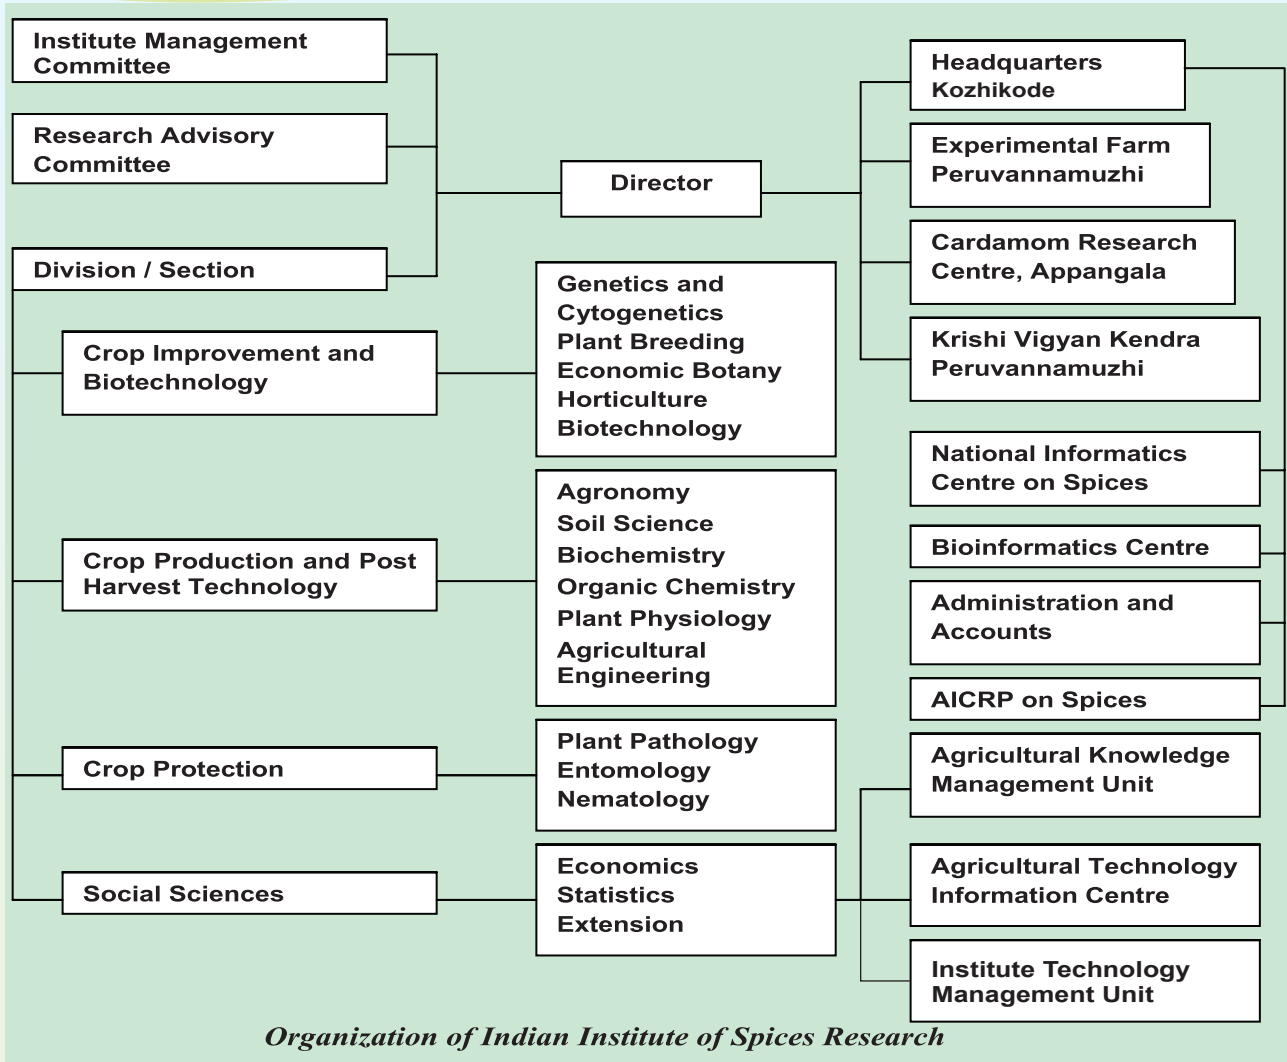 Institute Management
Committee
Research Advisory
Committee
Division / Section
Director
Headquarters
Kozhikode
Experimental Farm
Peruvannamuzhi
Cardamom Research
Centre, Appangala
Krishi Vigyan Kendra
Peruvannamuzhi
Crop Improvement and
Biotechnology
Genetics and
Cytogenetics
Plant Breeding
Economic Botany
Horticulture
Biotechnology
National Informatics
Centre on Spices
Bioinformatics Centre
Administration and
Accounts
AICRP on Spices
Crop Production and Post
Harvest Technology
Agronomy
Soil Science
Biochemistry
Organic Chemistry
Plant Physiology
Agricultural
Engineering
Crop Protection
Plant Pathology
Entomology
Nematology
Social Sciences
Economics
Statistics
Extension
Agricultural Knowledge
Management Unit
Agricultural Technology
Information Centre
Institute Technology
Management Unit
Organization of Indian Institute of Spices Research